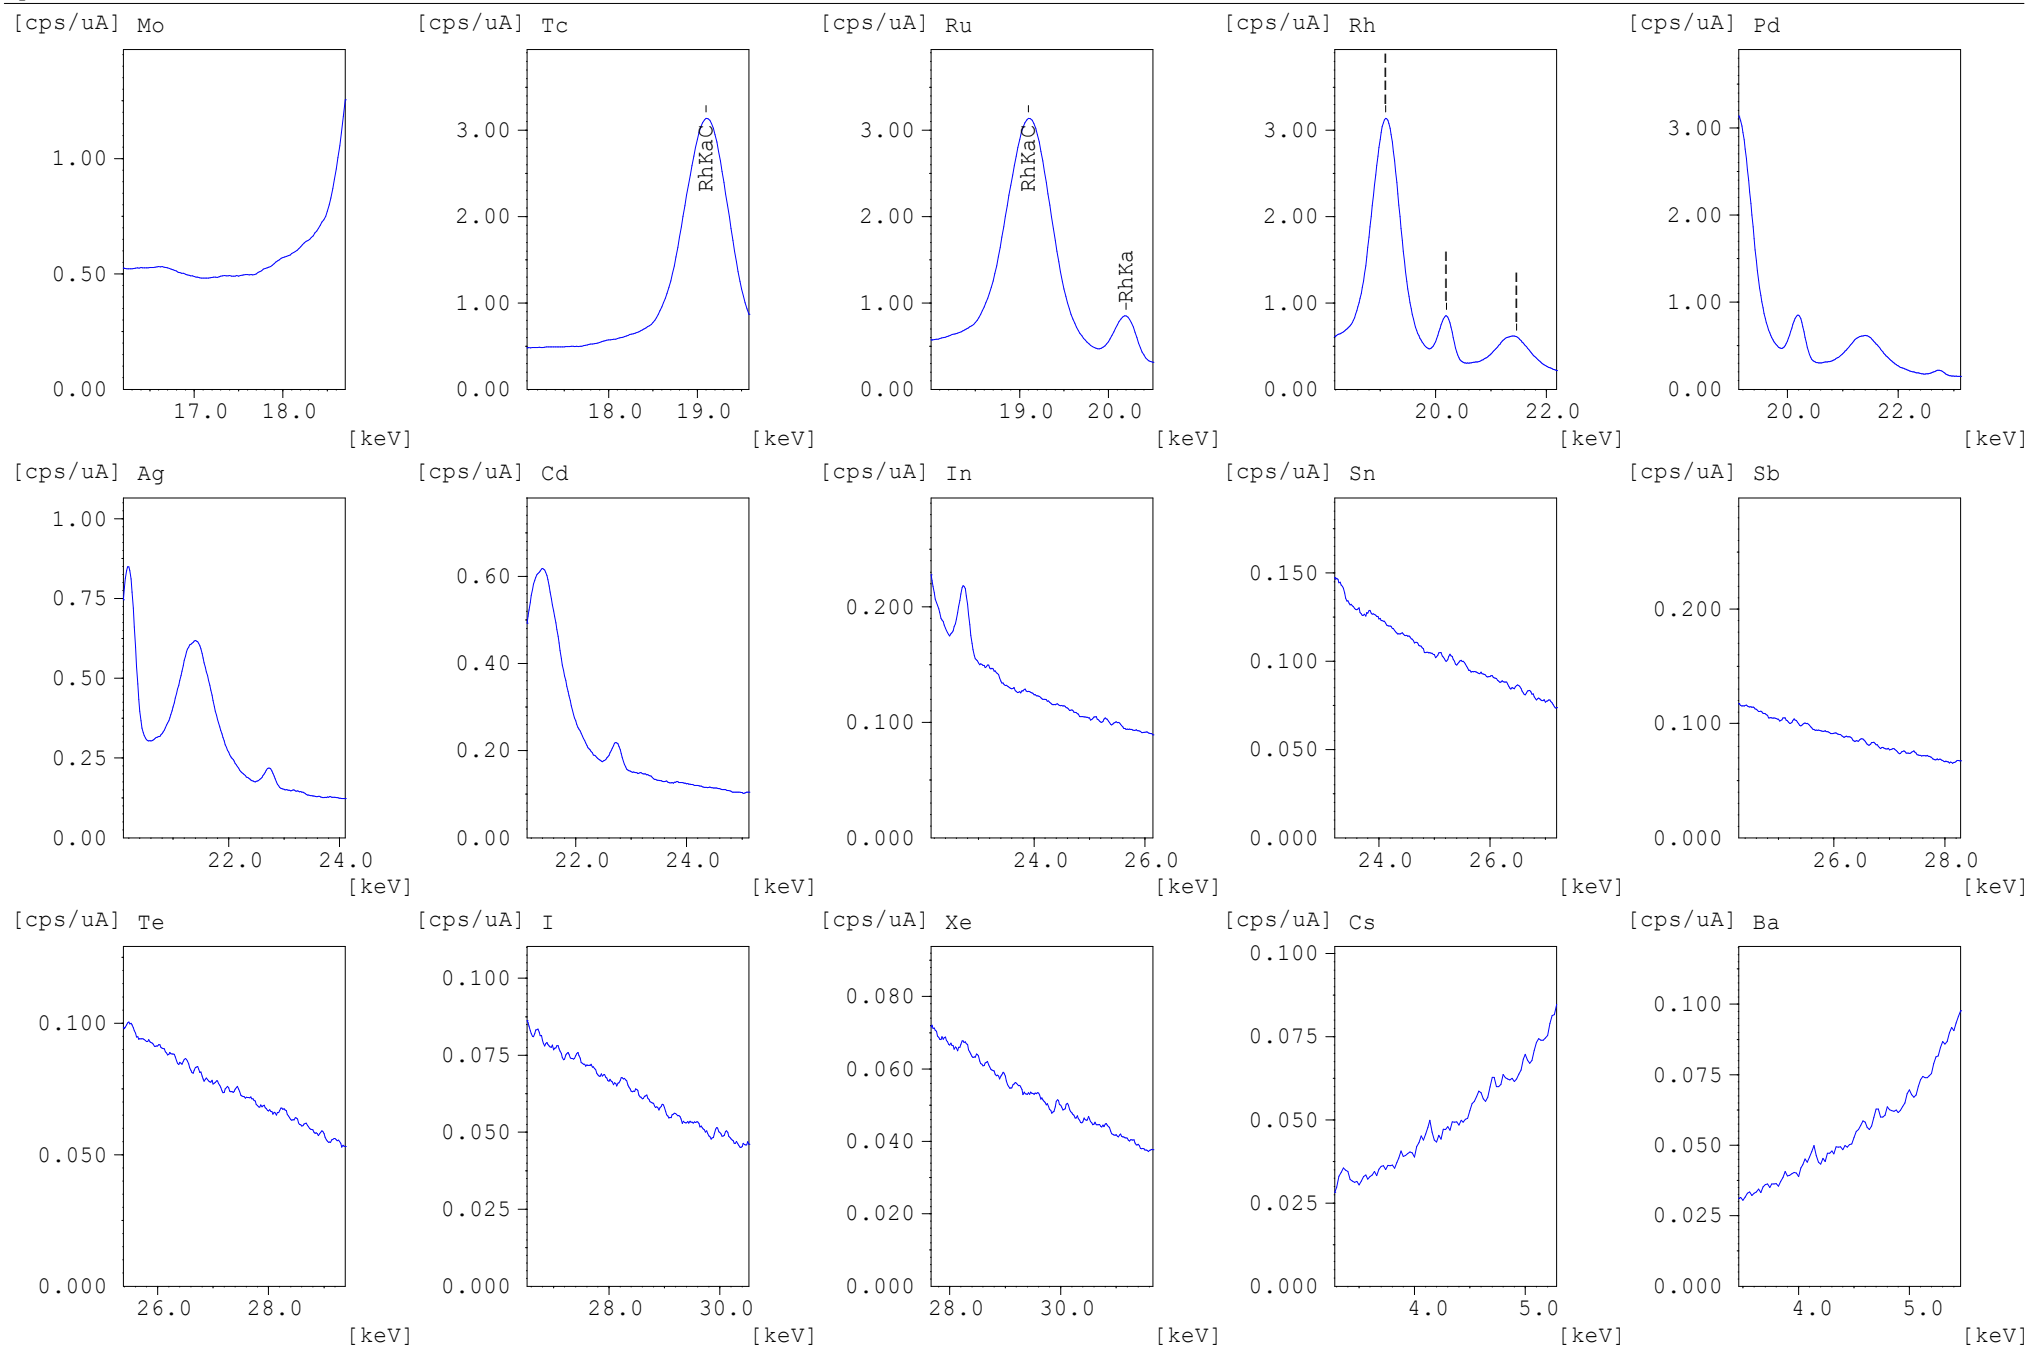 [cps/uA] Mo
1.00
0.50
0.00
17.0 18.0
[keV]
[cps/uA] Tc
3.00
2.00
1.00
0.00
RhKaC
18.0 19.0
[keV]
[cps/uA] Ru
3.00
2.00
1.00
0.00
RhKaC
RhKa
19.0 20.0
[keV]
[cps/uA] Rh
3.00
2.00
1.00
0.00
20.0 22.0
[keV]
[cps/uA] Pd
3.00
2.00
1.00
0.00
20.0 22.0
[keV]
[cps/uA] Ag
1.00
0.75
0.50
0.25
0.00
22.0 24.0
[keV]
[cps/uA] Cd
0.60
0.40
0.20
0.00
22.0 24.0
[keV]
[cps/uA] In
0.200
0.100
0.000
24.0 26.0
[keV]
[cps/uA] Sn
0.150
0.100
0.050
0.000
24.0 26.0
[keV]
[cps/uA] Sb
0.200
0.100
0.000
26.0 28.0
[keV]
[cps/uA] Te
0.100
0.050
0.000
26.0 28.0
[keV]
[cps/uA] I
0.100
0.075
0.050
0.025
0.000
28.0 30.0
[keV]
[cps/uA] Xe
0.080
0.060
0.040
0.020
0.000
28.0 30.0
[keV]
[cps/uA] Cs
0.100
0.075
0.050
0.025
0.000
4.0 5.0
[keV]
[cps/uA] Ba
0.100
0.075
0.050
0.025
0.000
4.0 5.0
[keV]